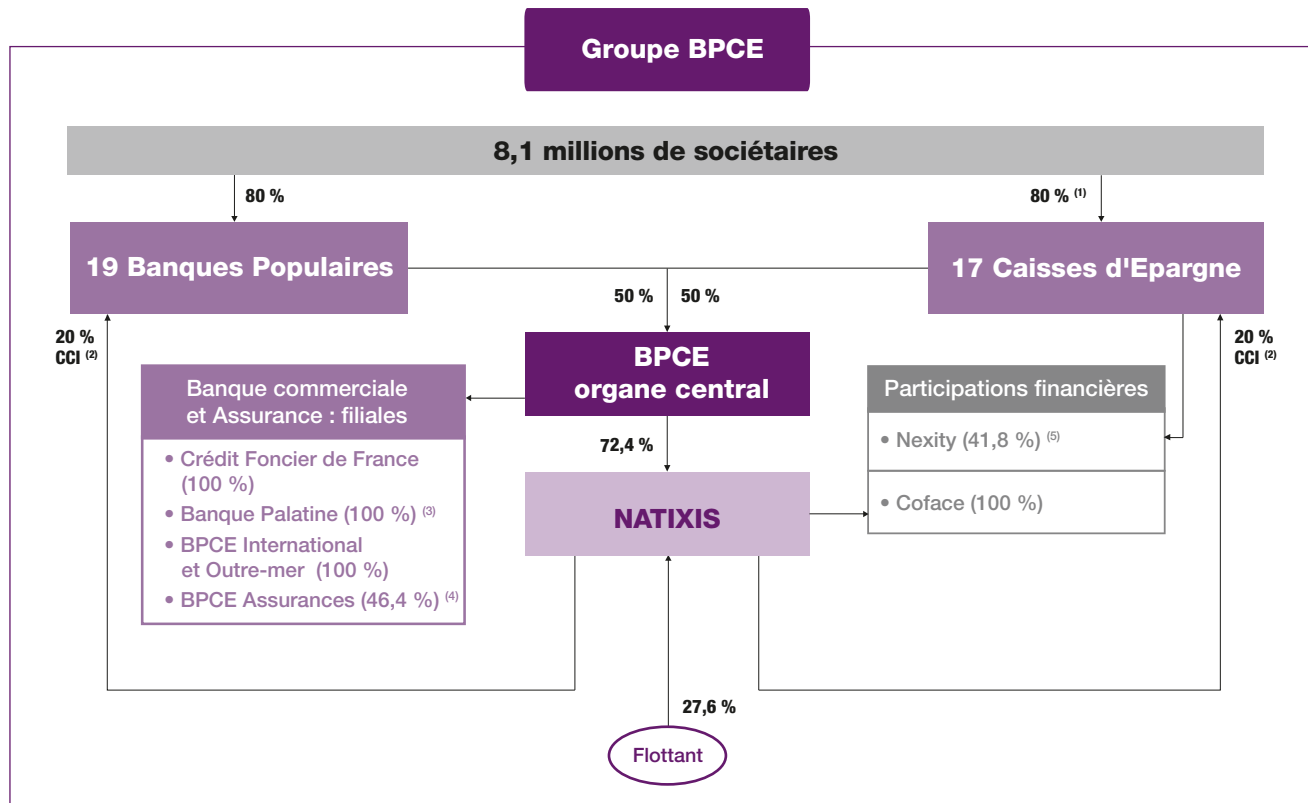 Groupe BPCE
8,1 millions de sociétaires
80 %
80 % (1)
19 Banques Populaires
17 Caisses d'Epargne
50 %
50 %
20 %
CCI (2)
20 %
CCI (2)
BPCE
organe central
Banque commerciale
et Assurance : filiales
• Crédit Foncier de France
(100 %)
• Banque Palatine (100 %) (3)
• BPCE International
et Outre-mer (100 %)
• BPCE Assurances (46,4 %) (4)
Participations financières
• Nexity (41,8 %) (5)
• Coface (100 %)
72,4 %
NATIXIS
27,6 %
Flottant